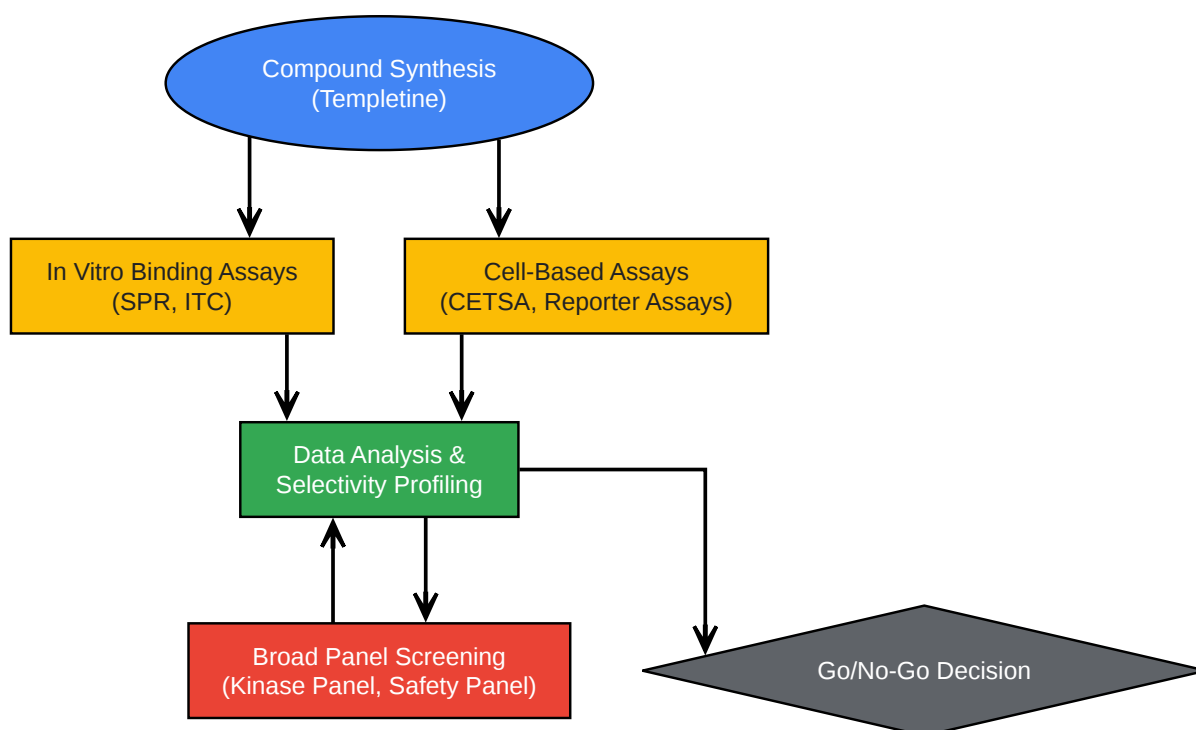 Compound Synthesis
(Templetine)
In Vitro Binding Assays
(SPR, ITC)
Cell-Based Assays
(CETSA, Reporter Assays)
Data Analysis &
Selectivity Profiling
Broad Panel Screening
(Kinase Panel, Safety Panel)
Go/No-Go Decision